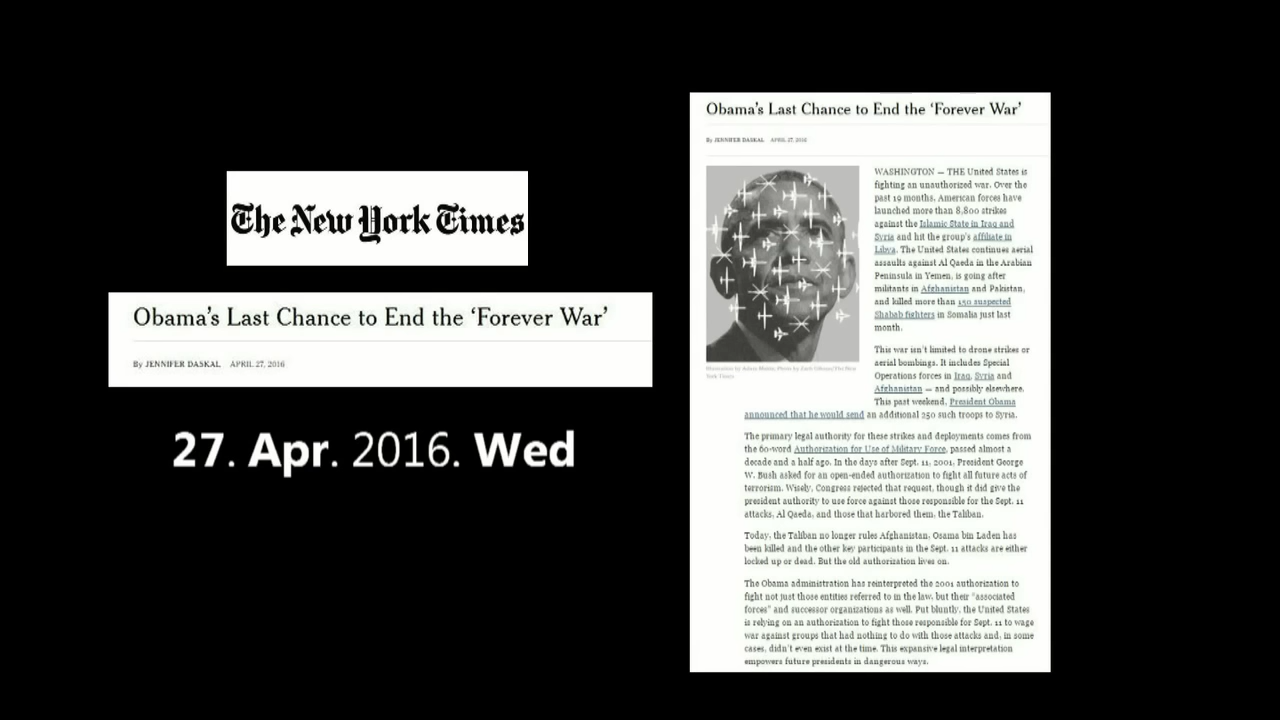 The New York Times
Obama's Last Chance to End the 'Forever War'
By JENNIFER DASKAL APRIL 27, 2016
27. Apr. 2016. Wed
Obama's Last Chance to End the 'Forever War'
By JENNIFER DASKAL APRIL 27, 2016
WASHINGTON — THE United States is
fighting an unauthorized war. Over the
past 19 months, American forces have
launched more than 8,800 strikes
against the Islamic State in Iraq and
Syria and hit the group's affiliate in
Libya. The United States continues aerial
assaults against Al Qaeda in the Arabian
Peninsula in Yemen, is going after
militants in Afghanistan and Pakistan,
and killed more than 150 suspected
Shabab fighters in Somalia just last
month.
This war isn't limited to drone strikes or
aerial bombings. It includes Special
Operations forces in Iraq, Syria and
Afghanistan — and possibly elsewhere.
This past weekend, President Obama
announced that he would send an additional 250 such troops to Syria.
The primary legal authority for these strikes and deployments comes from
the 60-word Authorization for Use of Military Force, passed almost a
decade and a half ago. In the days after Sept. 11, 2001, President George
W. Bush asked for an open-ended authorization to fight all future acts of
terrorism. Wisely, Congress rejected that request, though it did give the
president authority to use force against those responsible for the Sept. 11
attacks, Al Qaeda, and those that harbored them, the Taliban.
Today, the Taliban no longer rules Afghanistan, Osama bin Laden has
been killed and the other key participants in the Sept. 11 attacks are either
locked up or dead. But the old authorization lives on.
The Obama administration has reinterpreted the 2001 authorization to
fight not just those entities referred to in the law, but their "associated
forces" and successor organizations as well. Put bluntly, the United States
is relying on an authorization to fight those responsible for Sept. 11 to wage
war against groups that had nothing to do with those attacks and, in some
cases, didn't even exist at the time. This expansive legal interpretation
empowers future presidents in dangerous ways.